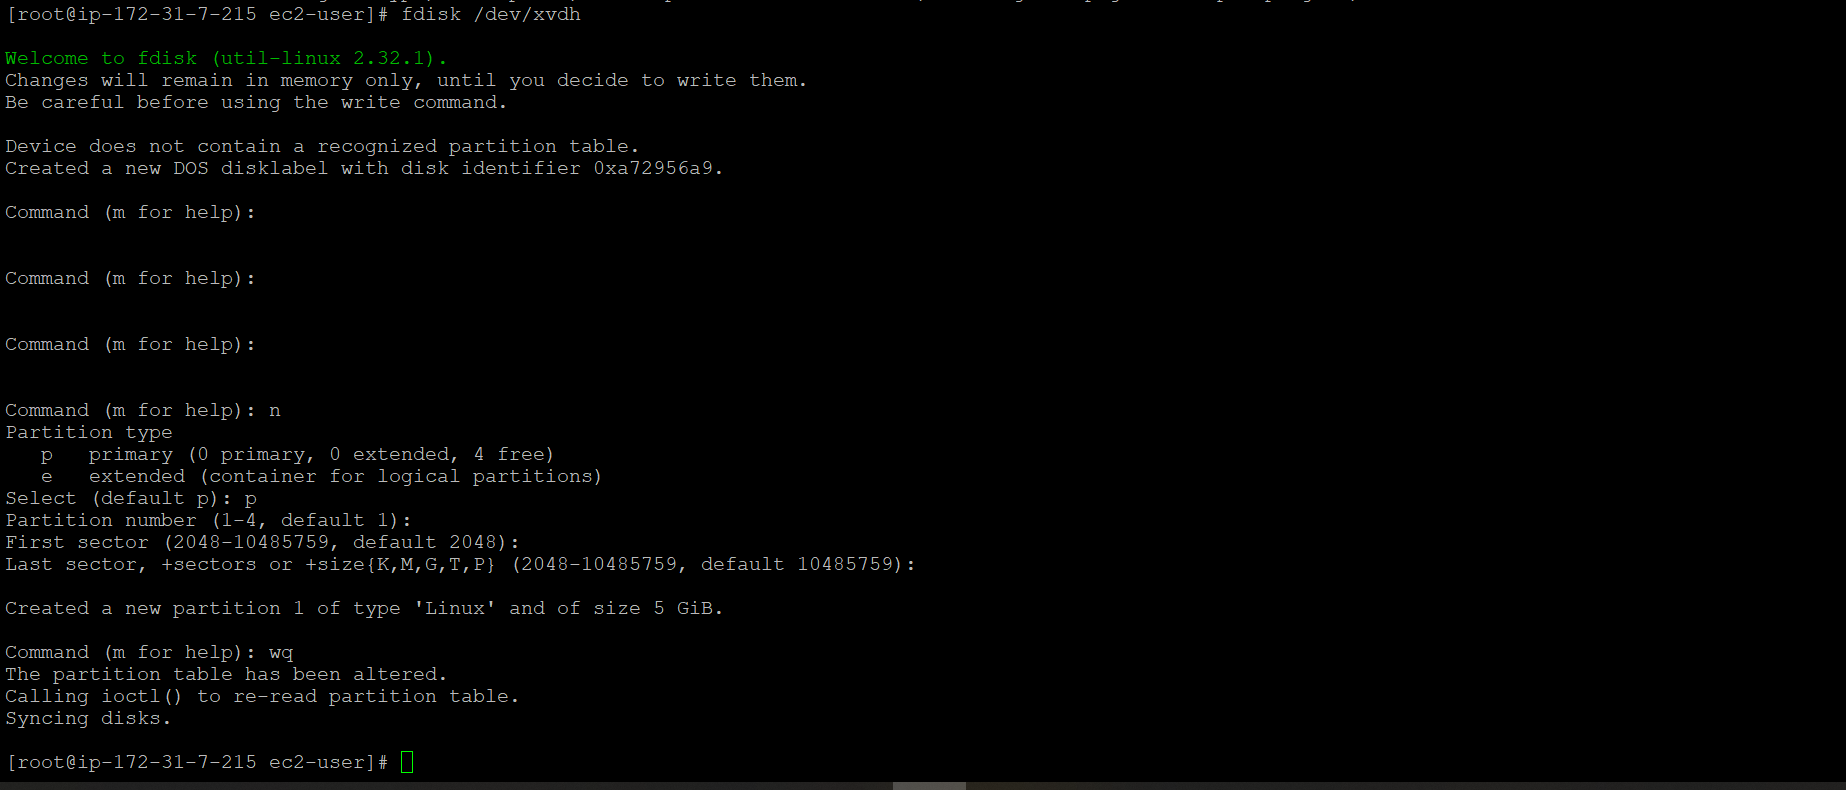 [root@ip-172-31-7-215 ec2-user]# fdisk /dev/xvdh
Welcome to fdisk (util-linux 2.32.1).
Changes will remain in memory only, until you decide to write them.
Be careful before using the write command.
Device does not contain a recognized partition table.
Created a new DOS disklabel with disk identifier 0xa72956a9.
Command (m for help):
Command (m for help):
Command (m for help):
Command (m for help): n
Partition type
   p   primary (0 primary, 0 extended, 4 free)
   e   extended (container for logical partitions)
Select (default p): p
Partition number (1-4, default 1):
First sector (2048-10485759, default 2048):
Last sector, +sectors or +size{K,M,G,T,P} (2048-10485759, default 10485759):
Created a new partition 1 of type 'Linux' and of size 5 GiB.
Command (m for help): wq
The partition table has been altered.
Calling ioctl() to re-read partition table.
Syncing disks.
[root@ip-172-31-7-215 ec2-user]#